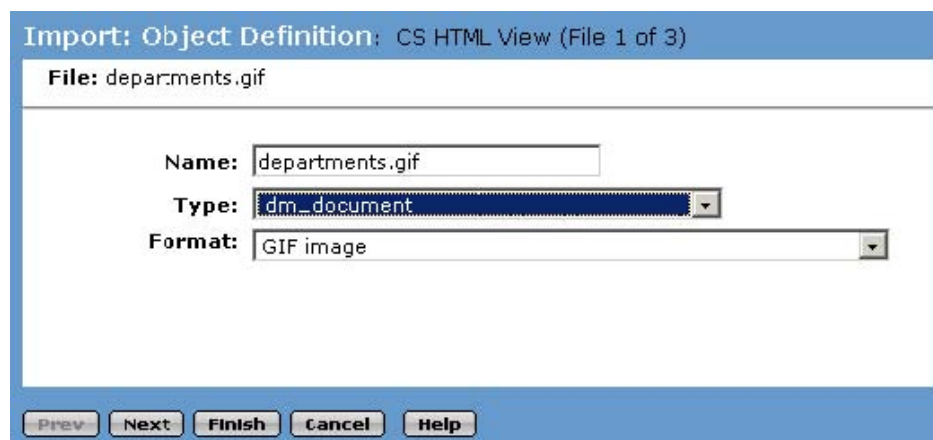 Import: Object Definition: CS HTML View (File 1 of 3)
File: departments.gif
Name: departments.gif
Type: dm_document
Format: GIF image
Prev Next Finish Cancel Help